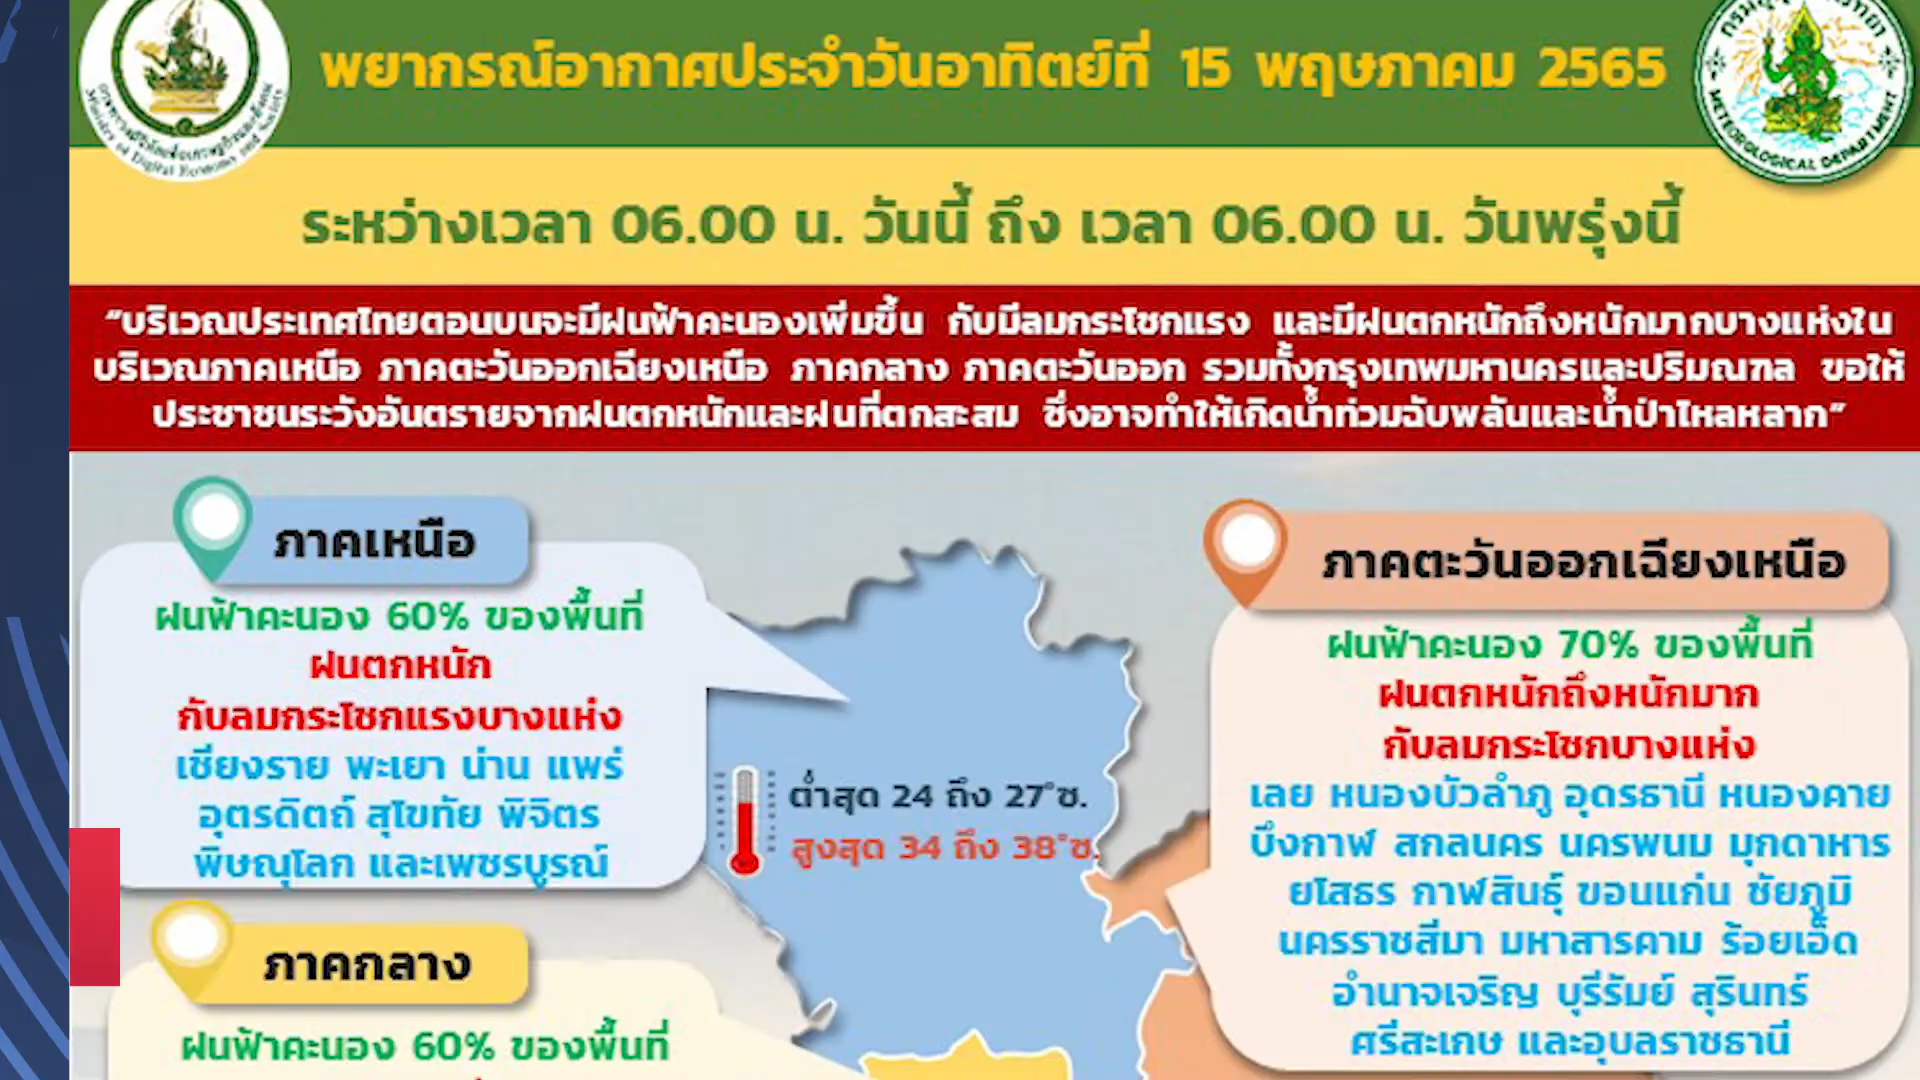 พยากรณ์อากาศประจำวันอาทิตย์ที่ 15 พฤษภาคม 2565
Ministry of Digital Economy and Society
METEOROLOGICAL DEPARTMENT
ระหว่างเวลา 06.00 น. วันนี้ ถึง เวลา 06.00 น. วันพรุ่งนี้
“บริเวณประเทศไทยตอนบนจะมีฝนฟ้าคะนองเพิ่มขึ้น กับมีลมกระโชกแรง และมีฝนตกหนักถึงหนักมากบางแห่งใน
บริเวณภาคเหนือ ภาคตะวันออกเฉียงเหนือ ภาคกลาง ภาคตะวันออก รวมทั้งกรุงเทพมหานครและปริมณฑล ขอให้
ประชาชนระวังอันตรายจากฝนตกหนักและฝนที่ตกสะสม ซึ่งอาจทำให้เกิดน้ำท่วมฉับพลันและน้ำป่าไหลหลาก”
ภาคเหนือ
ฝนฟ้าคะนอง 60% ของพื้นที่
ฝนตกหนัก
กับลมกระโชกแรงบางแห่ง
เชียงราย พะเยา น่าน แพร่
อุตรดิตถ์ สุโขทัย พิจิตร
พิษณุโลก และเพชรบูรณ์
ต่ำสุด 24 ถึง 27°ซ.
สูงสุด 34 ถึง 38°ซ.
ภาคตะวันออกเฉียงเหนือ
ฝนฟ้าคะนอง 70% ของพื้นที่
ฝนตกหนักถึงหนักมาก
กับลมกระโชกบางแห่ง
เลย หนองบัวลำภู อุดรธานี หนองคาย
บึงกาฬ สกลนคร นครพนม มุกดาหาร
ยโสธร กาฬสินธุ์ ขอนแก่น ชัยภูมิ
นครราชสีมา มหาสารคาม ร้อยเอ็ด
อำนาจเจริญ บุรีรัมย์ สุรินทร์
ศรีสะเกษ และอุบลราชธานี
ภาคกลาง
ฝนฟ้าคะนอง 60% ของพื้นที่